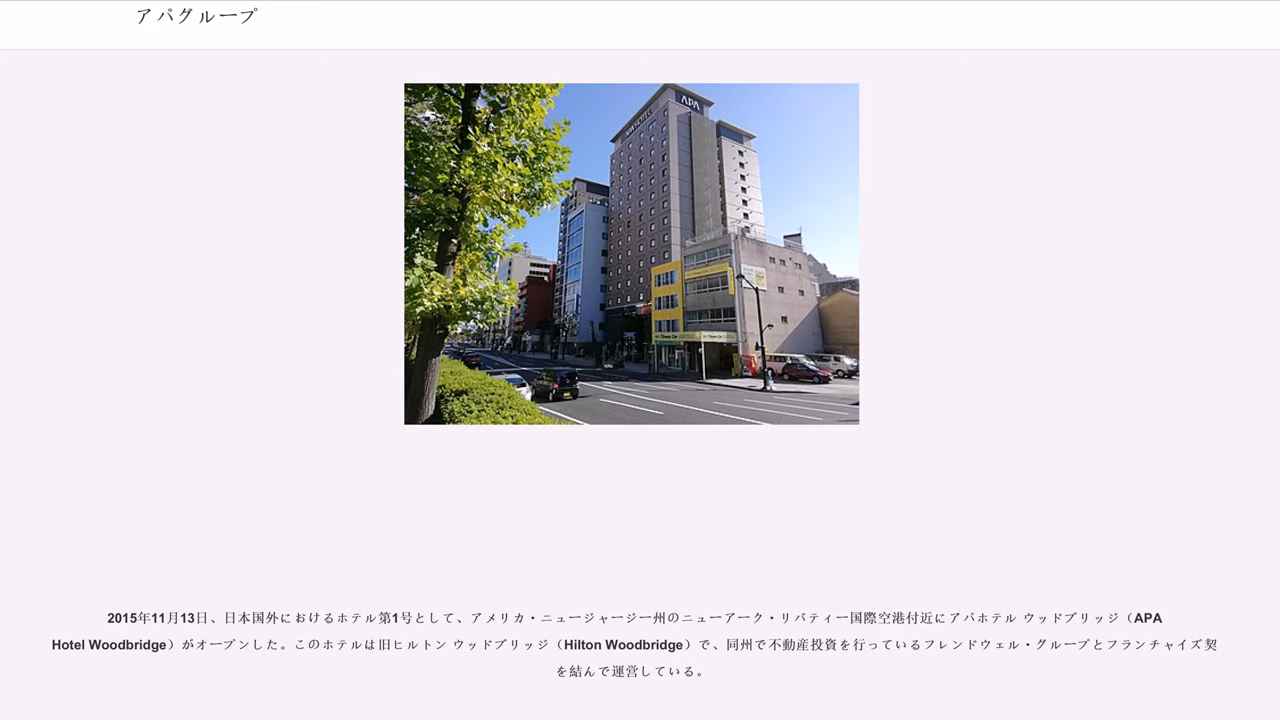 アパグループ
APA
APA HOTEL
2015年11月13日、日本国外におけるホテル第1号として、アメリカ・ニュージャージー州のニューアーク・リバティー国際空港付近にアパホテル ウッドブリッジ（APA
Hotel Woodbridge）がオープンした。このホテルは旧ヒルトン ウッドブリッジ（Hilton Woodbridge）で、同州で不動産投資を行っているフレンドウェル・グループとフランチャイズ契
を結んで運営している。